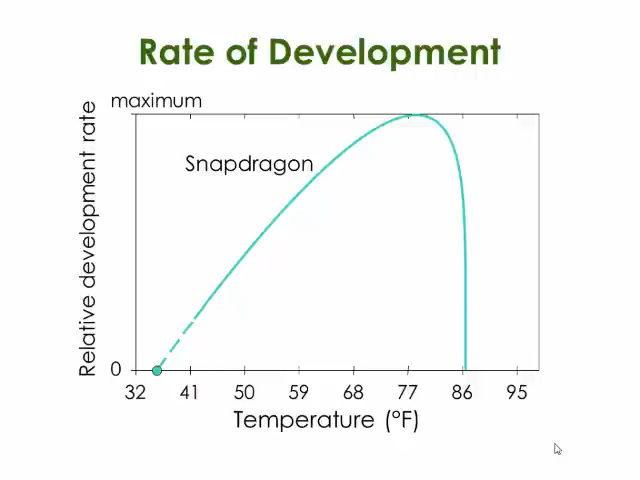 Rate of Development
maximum
Relative development rate
Snapdragon
0
32 41 50 59 68 77 86 95
Temperature (°F)